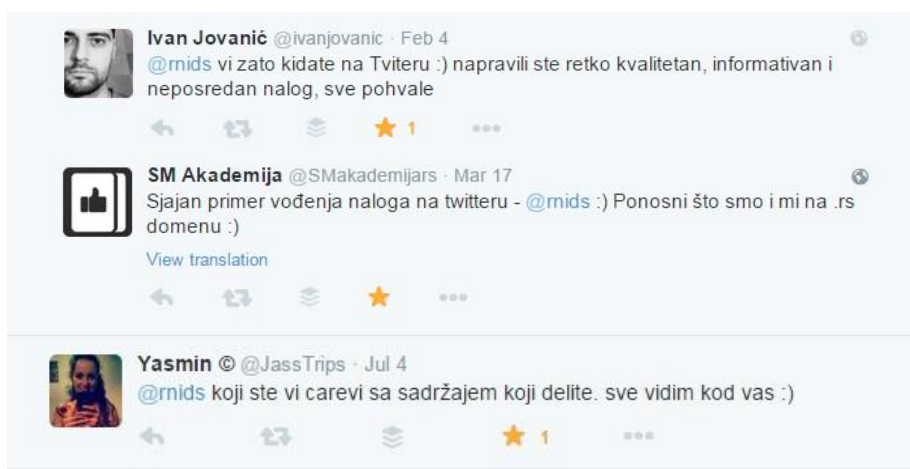 Ivan Jovanić @ivanjovanic · Feb 4
@rnids vi zato kidate na Tviteru :) napravili ste retko kvalitetan, informativan i
neposredan nalog, sve pohvale
1
SM Akademija @SMakademijars · Mar 17
Sjajan primer vođenja naloga na twitteru - @rnids :) Ponosni što smo i mi na .rs
domenu :)
View translation
Yasmin © @JassTrips · Jul 4
@rnids koji ste vi carevi sa sadržajem koji delite. sve vidim kod vas :)
1